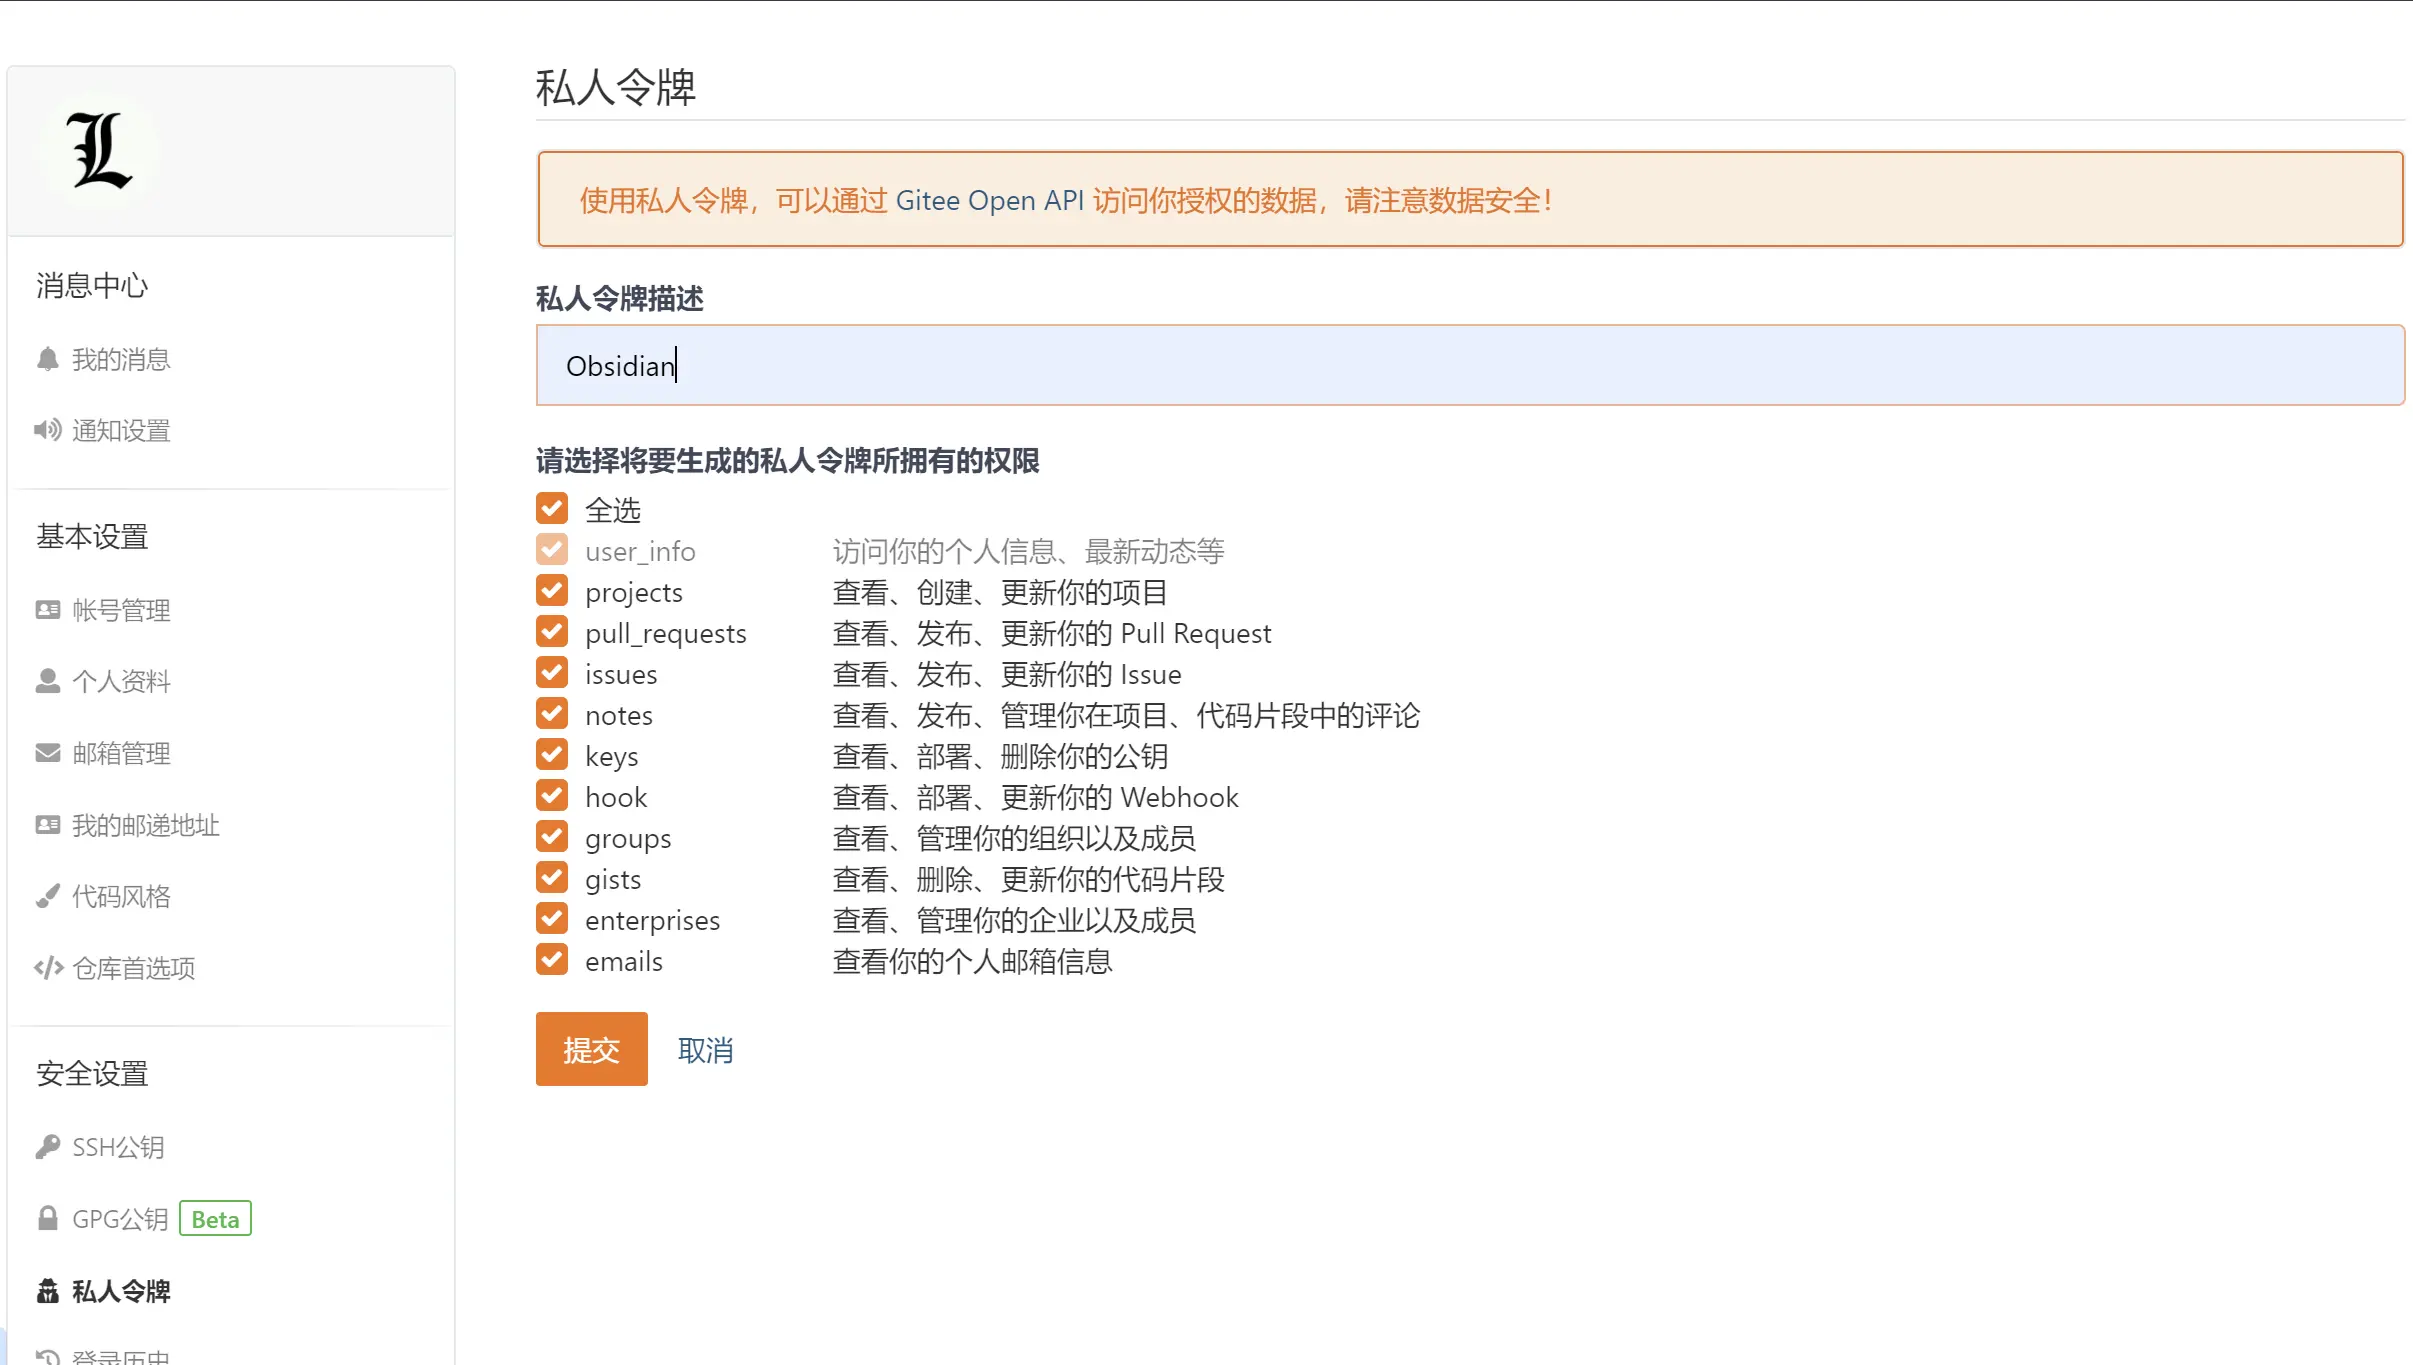 L
消息中心
我的消息
通知设置
基本设置
帐号管理
个人资料
邮箱管理
我的邮递地址
代码风格
仓库首选项
安全设置
SSH公钥
GPG公钥 Beta
私人令牌
登录历史
私人令牌
使用私人令牌，可以通过 Gitee Open API 访问你授权的数据，请注意数据安全！
私人令牌描述
Obsidian
请选择将要生成的私人令牌所拥有的权限
全选
user_info 访问你的个人信息、最新动态等
projects 查看、创建、更新你的项目
pull_requests 查看、发布、更新你的 Pull Request
issues 查看、发布、更新你的 Issue
notes 查看、发布、管理你在项目、代码片段中的评论
keys 查看、部署、删除你的公钥
hook 查看、部署、更新你的 Webhook
groups 查看、管理你的组织以及成员
gists 查看、删除、更新你的代码片段
enterprises 查看、管理你的企业以及成员
emails 查看你的个人邮箱信息
提交 取消